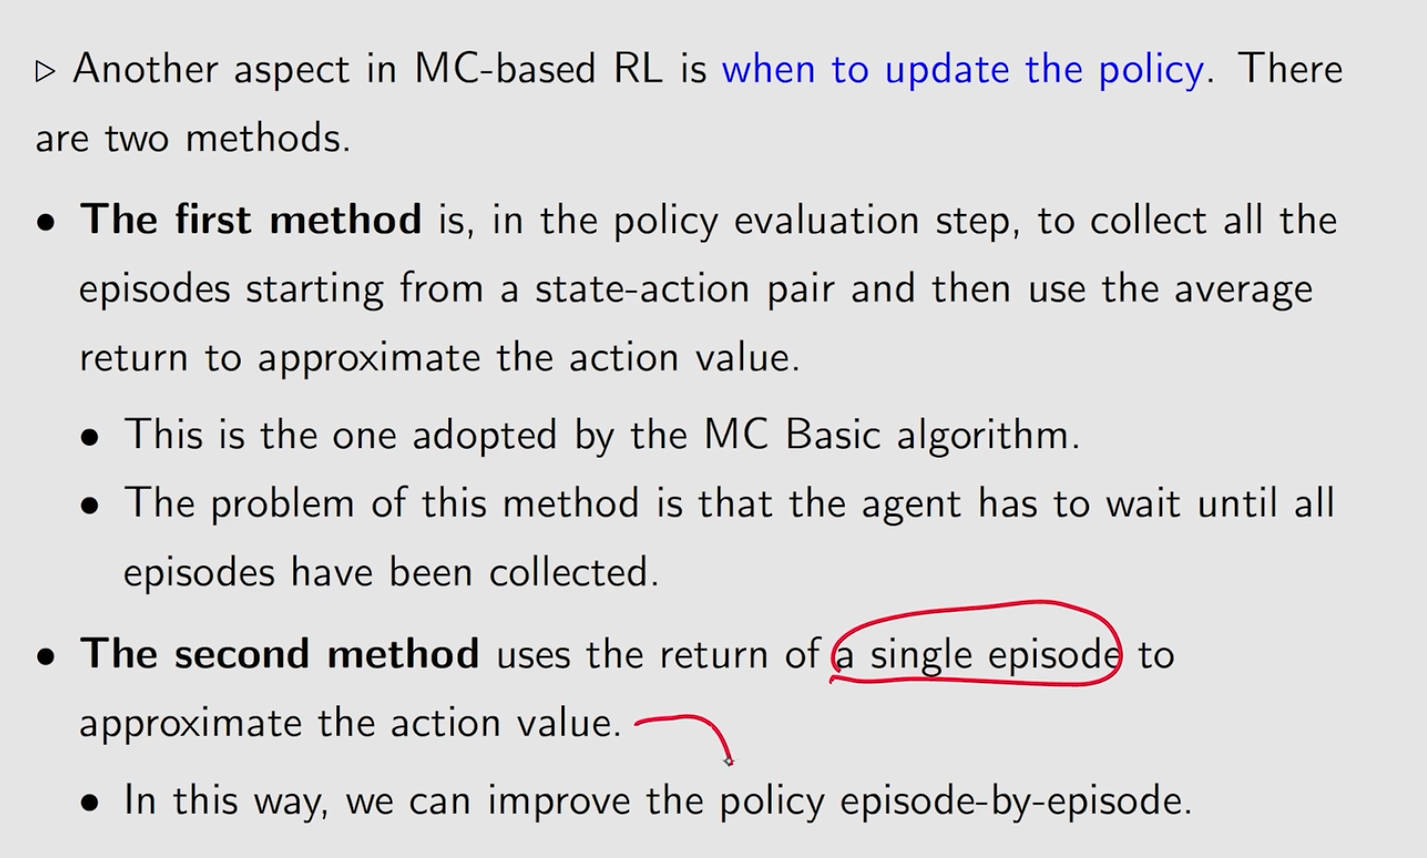 ▷ Another aspect in MC-based RL is when to update the policy. There
are two methods.
• The first method is, in the policy evaluation step, to collect all the
episodes starting from a state-action pair and then use the average
return to approximate the action value.
• This is the one adopted by the MC Basic algorithm.
• The problem of this method is that the agent has to wait until all
episodes have been collected.
• The second method uses the return of a single episode to
approximate the action value.
• In this way, we can improve the policy episode-by-episode.